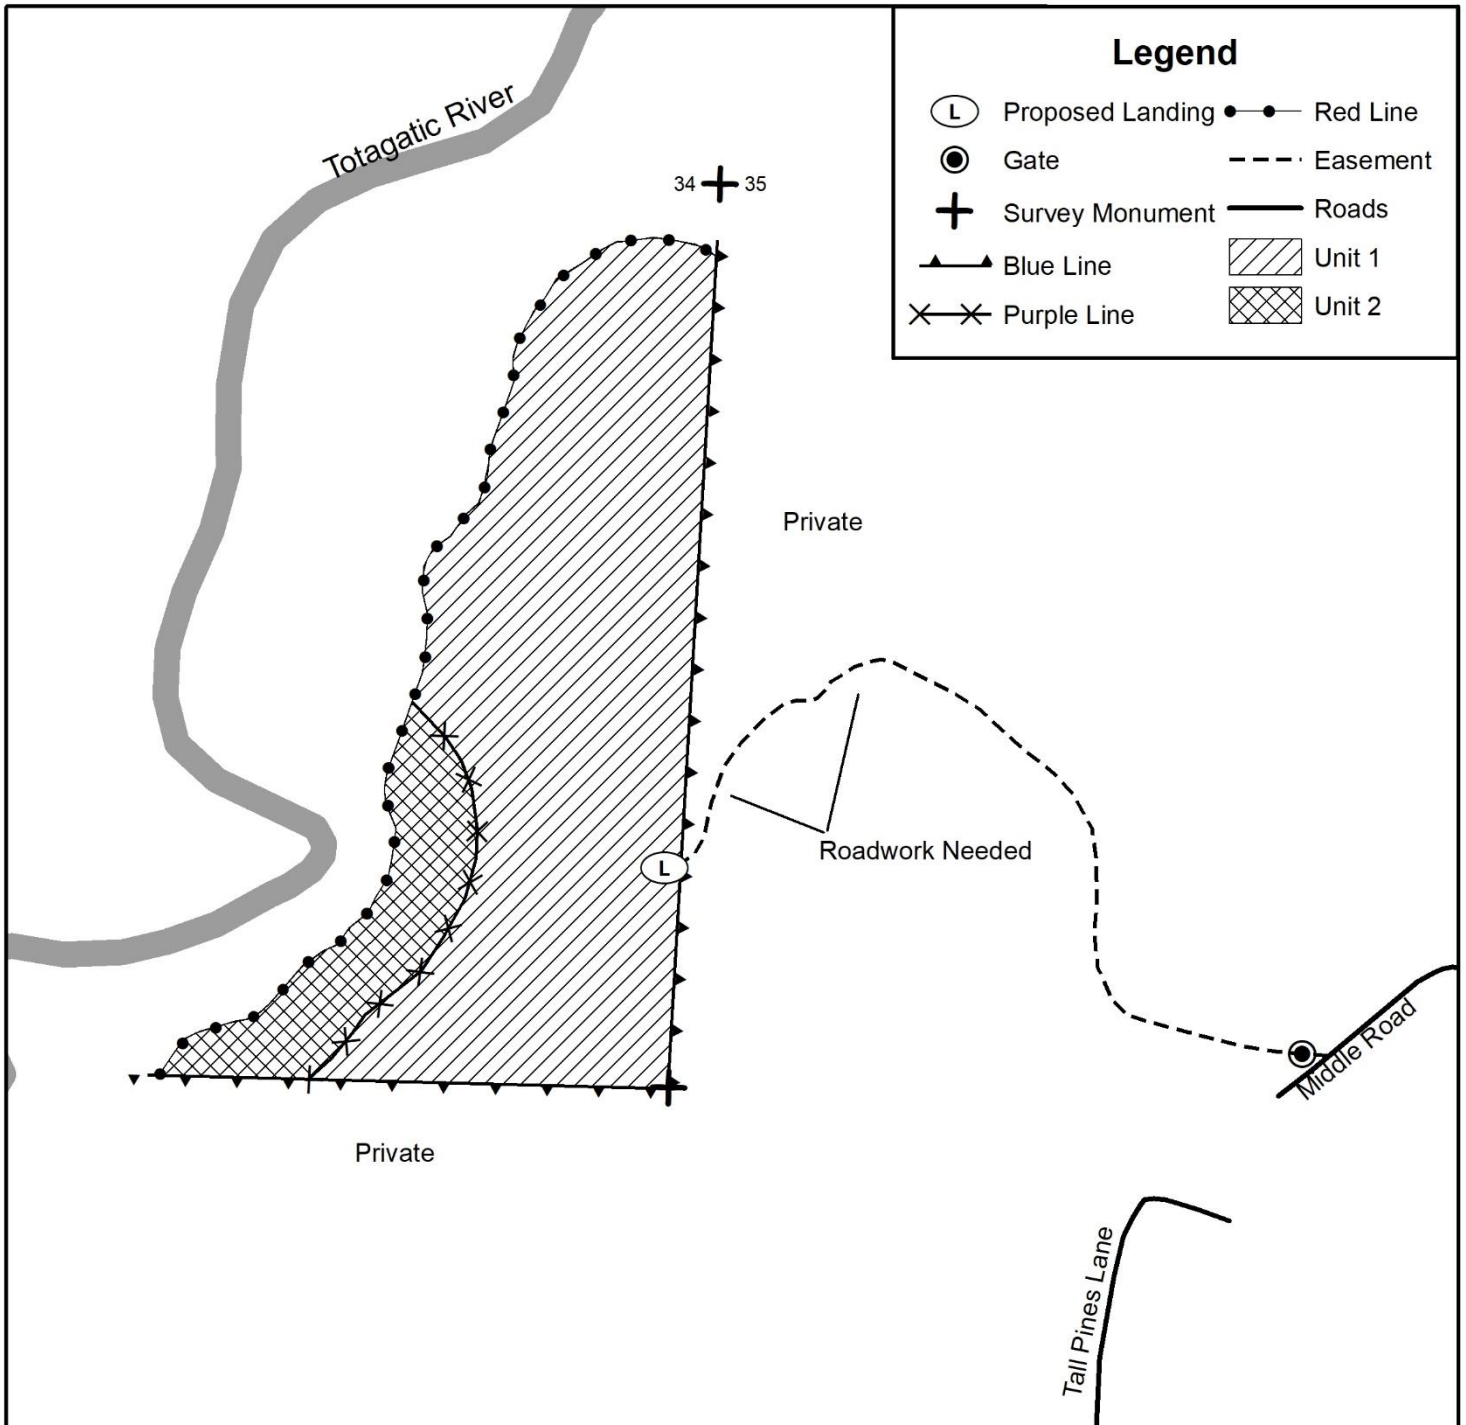 Totagatic River
34 35
Legend
L Proposed Landing
Gate
Survey Monument
Blue Line
Purple Line
Red Line
Easement
Roads
Unit 1
Unit 2
Private
Roadwork Needed
L
Middle Road
Private
Tall Pines Lane